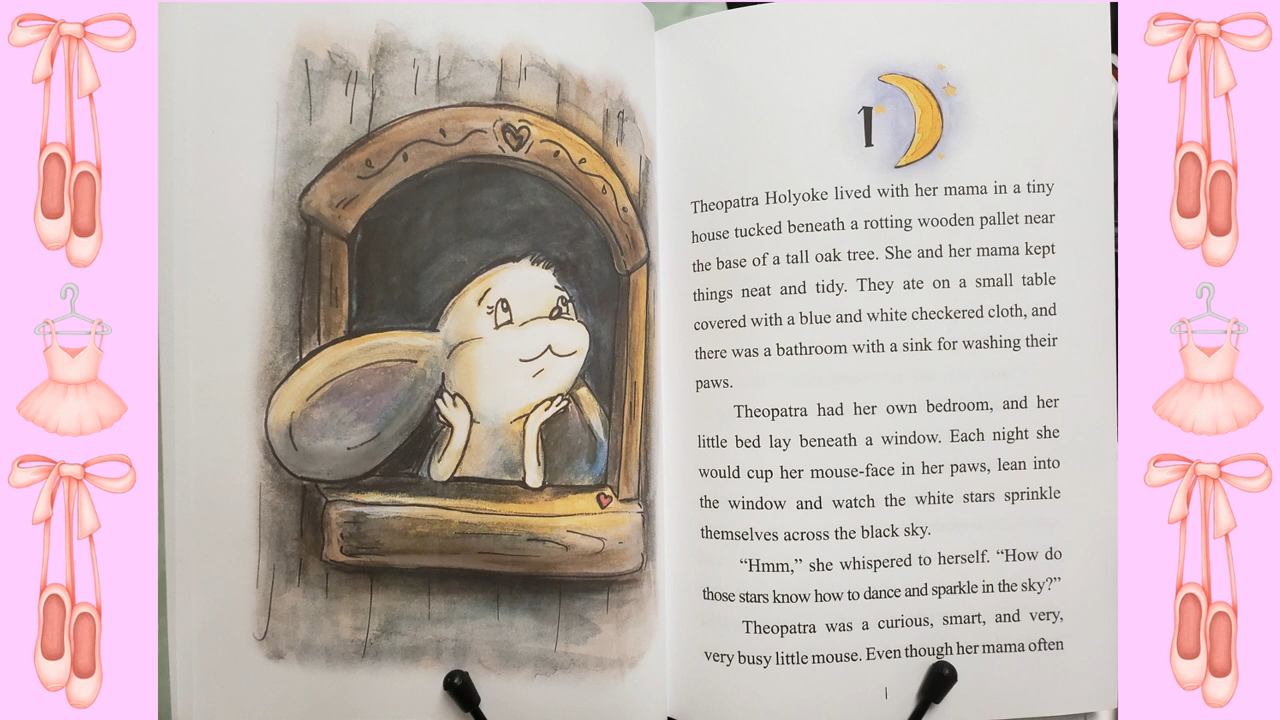 1
Theopatra Holyoke lived with her mama in a tiny
house tucked beneath a rotting wooden pallet near
the base of a tall oak tree. She and her mama kept
things neat and tidy. They ate on a small table
covered with a blue and white checkered cloth, and
there was a bathroom with a sink for washing their
paws.
Theopatra had her own bedroom, and her
little bed lay beneath a window. Each night she
would cup her mouse-face in her paws, lean into
the window and watch the white stars sprinkle
themselves across the black sky.
“Hmm,” she whispered to herself. “How do
those stars know how to dance and sparkle in the sky?”
Theopatra was a curious, smart, and very,
very busy little mouse. Even though her mama often
1